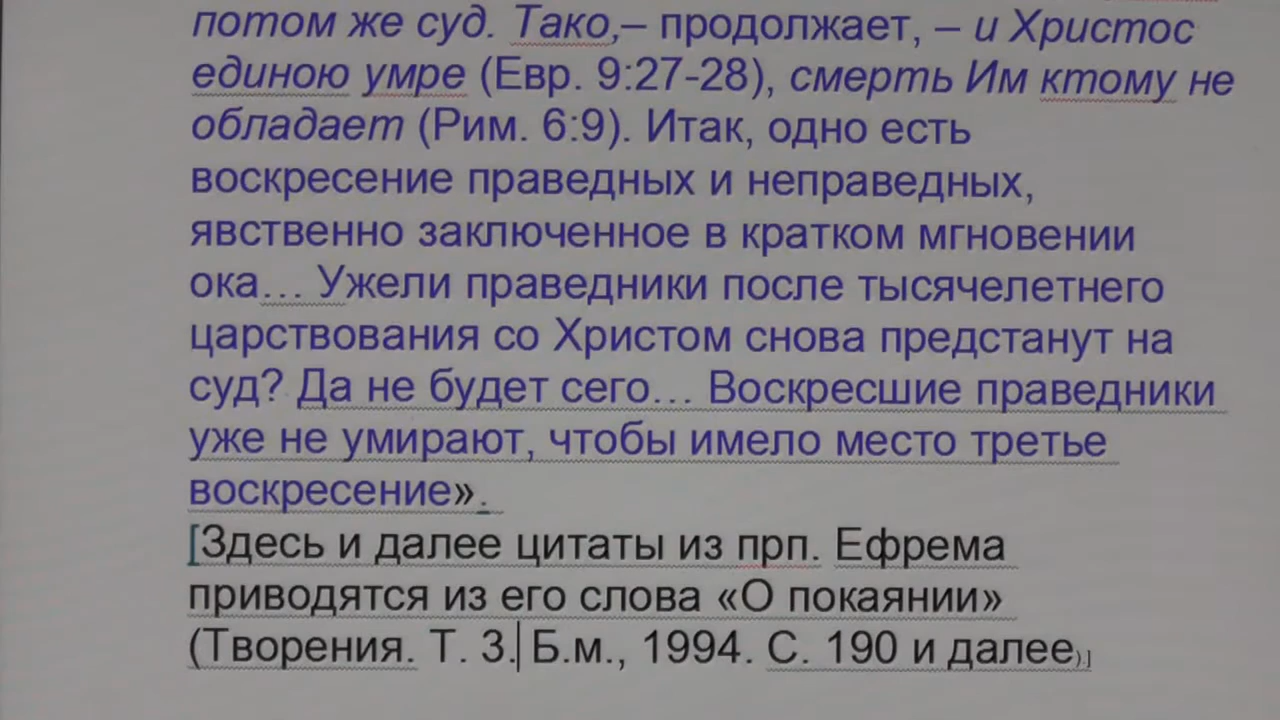 потом же суд. Тако,– продолжает, – и Христос
единою умре (Евр. 9:27-28), смерть Им ктому не
обладает (Рим. 6:9). Итак, одно есть
воскресение праведных и неправедных,
явственно заключенное в кратком мгновении
ока… Ужели праведники после тысячелетнего
царствования со Христом снова предстанут на
суд? Да не будет сего… Воскресшие праведники
уже не умирают, чтобы имело место третье
воскресение».
[Здесь и далее цитаты из прп. Ефрема
приводятся из его слова «О покаянии»
(Творения. Т. 3. Б.м., 1994. С. 190 и далее).]